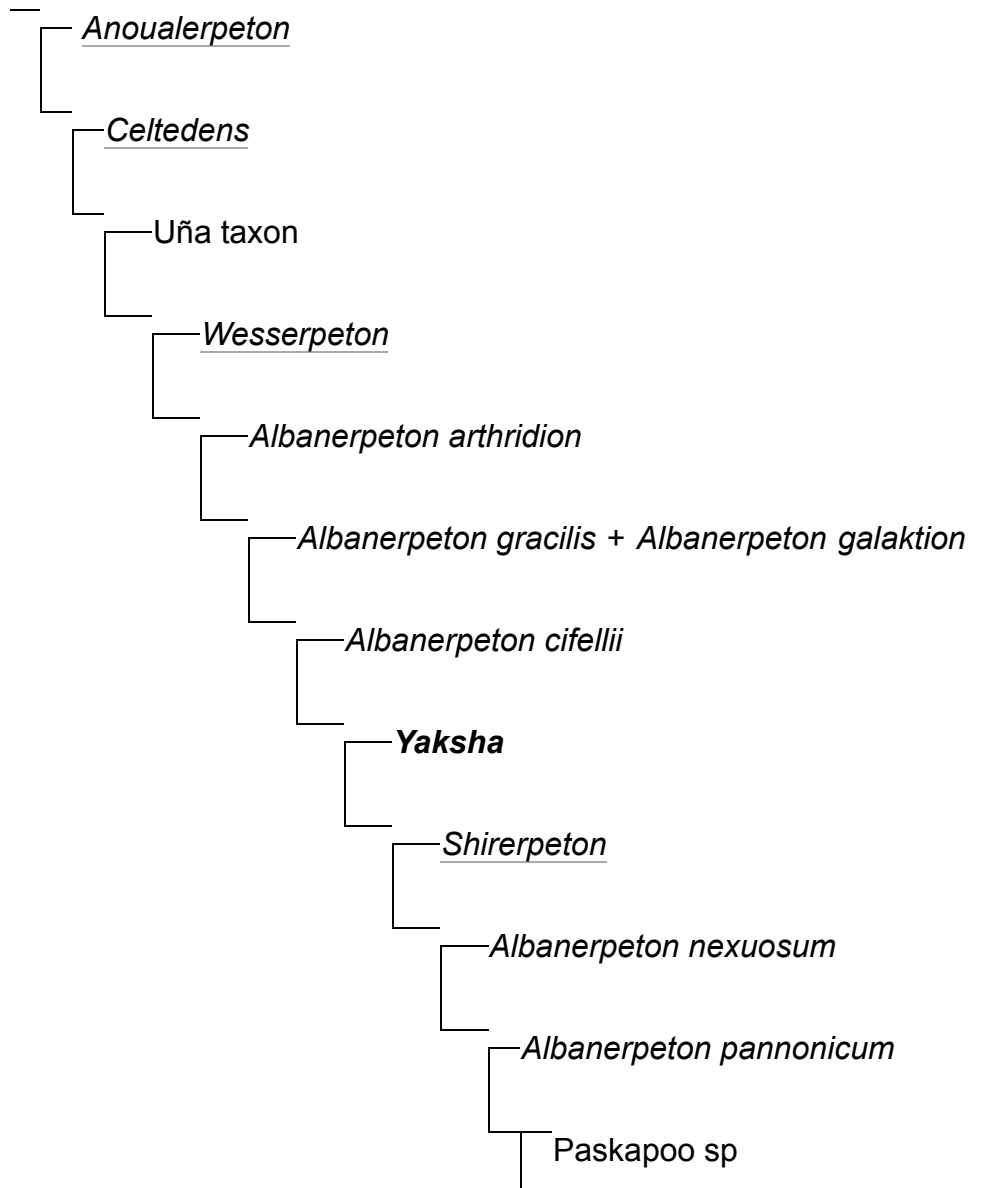 Anoualerpeton
Celtedens
Uña taxon
Wesserpeton
Albanerpeton arthridion
Albanerpeton gracilis + Albanerpeton galaktion
Albanerpeton cifellii
Yaksha
Shirerpeton
Albanerpeton nexuosum
Albanerpeton pannonicum
Paskapoo sp